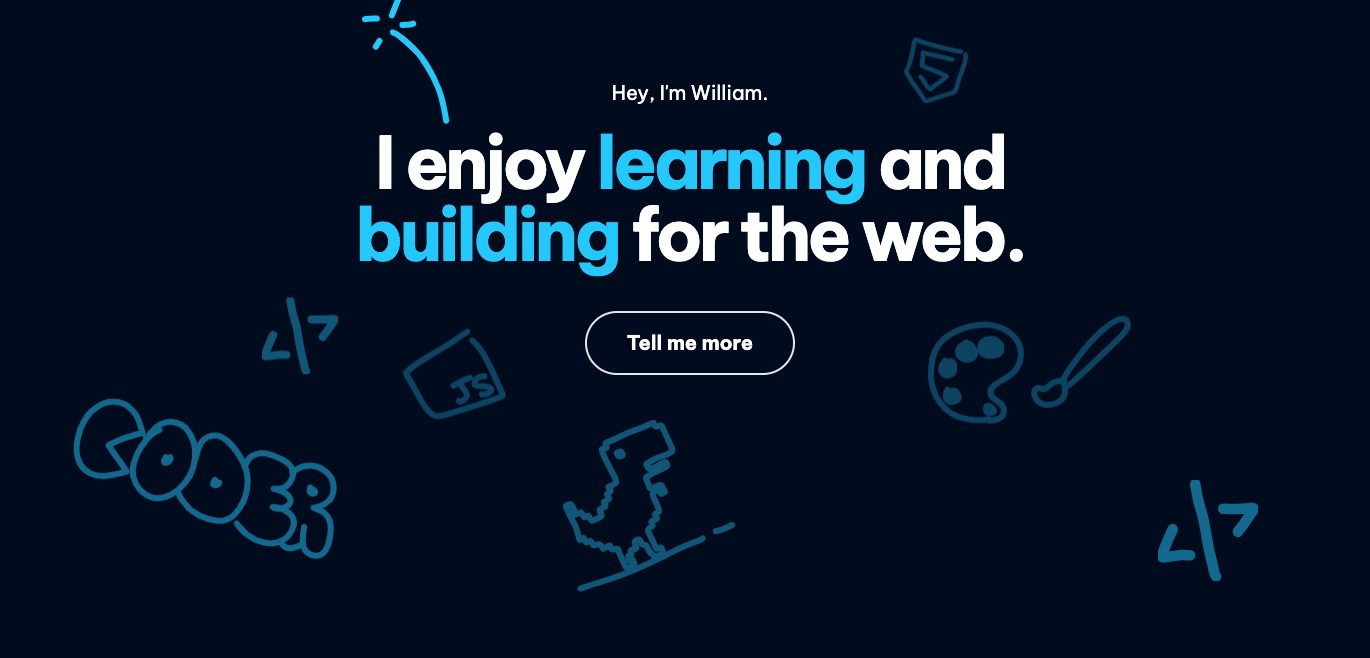 5
Hey, I'm William.
I enjoy learning and
building for the web.
</>
Tell me more
JS
CODER
</>